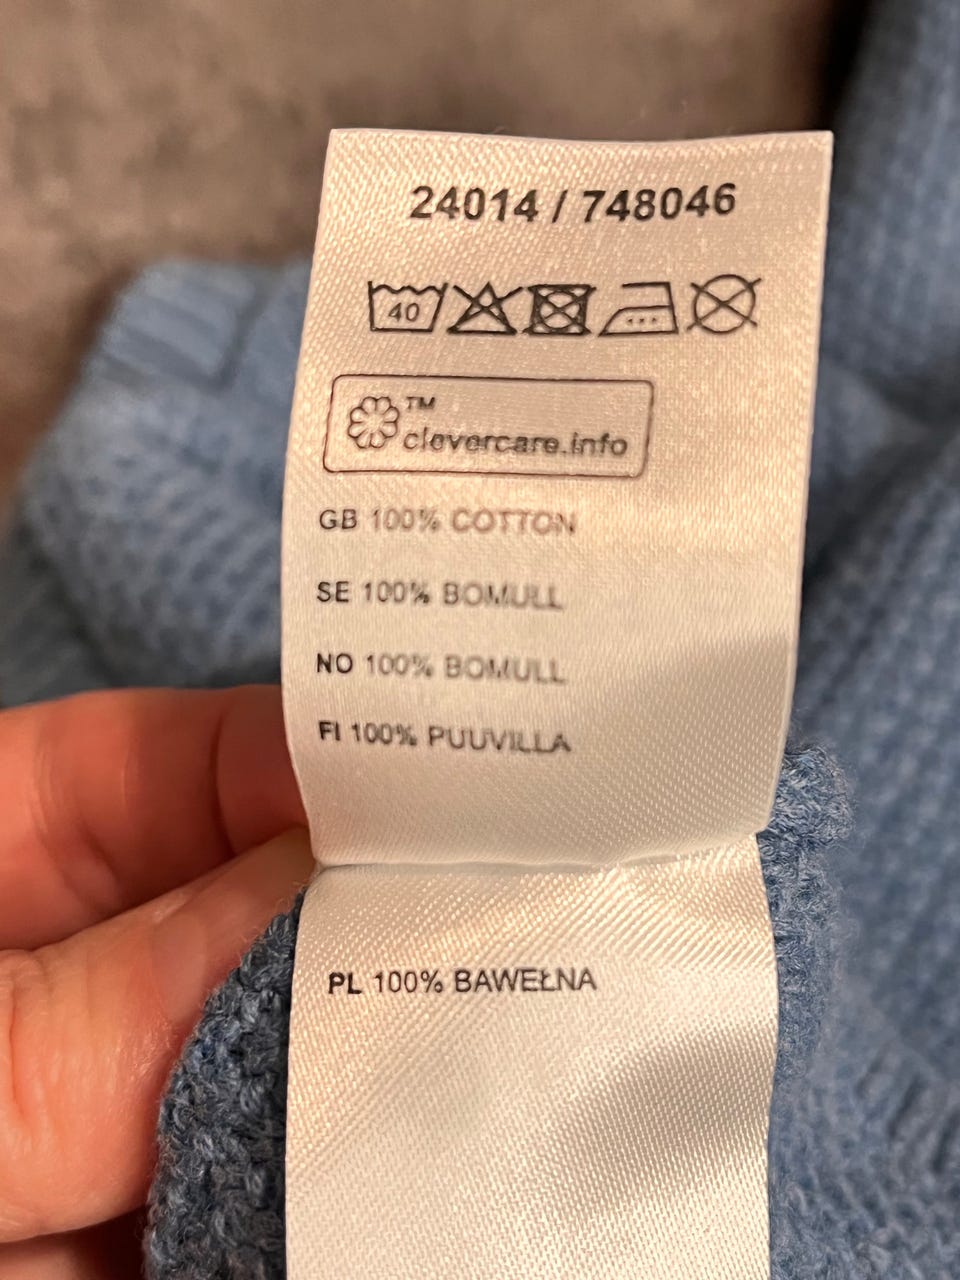 24014 / 748046
40
TM
clevercare.info
GB 100% COTTON
SE 100% BOMULL
NO 100% BOMULL
FI 100% PUUVILLA
PL 100% BAWEŁNA